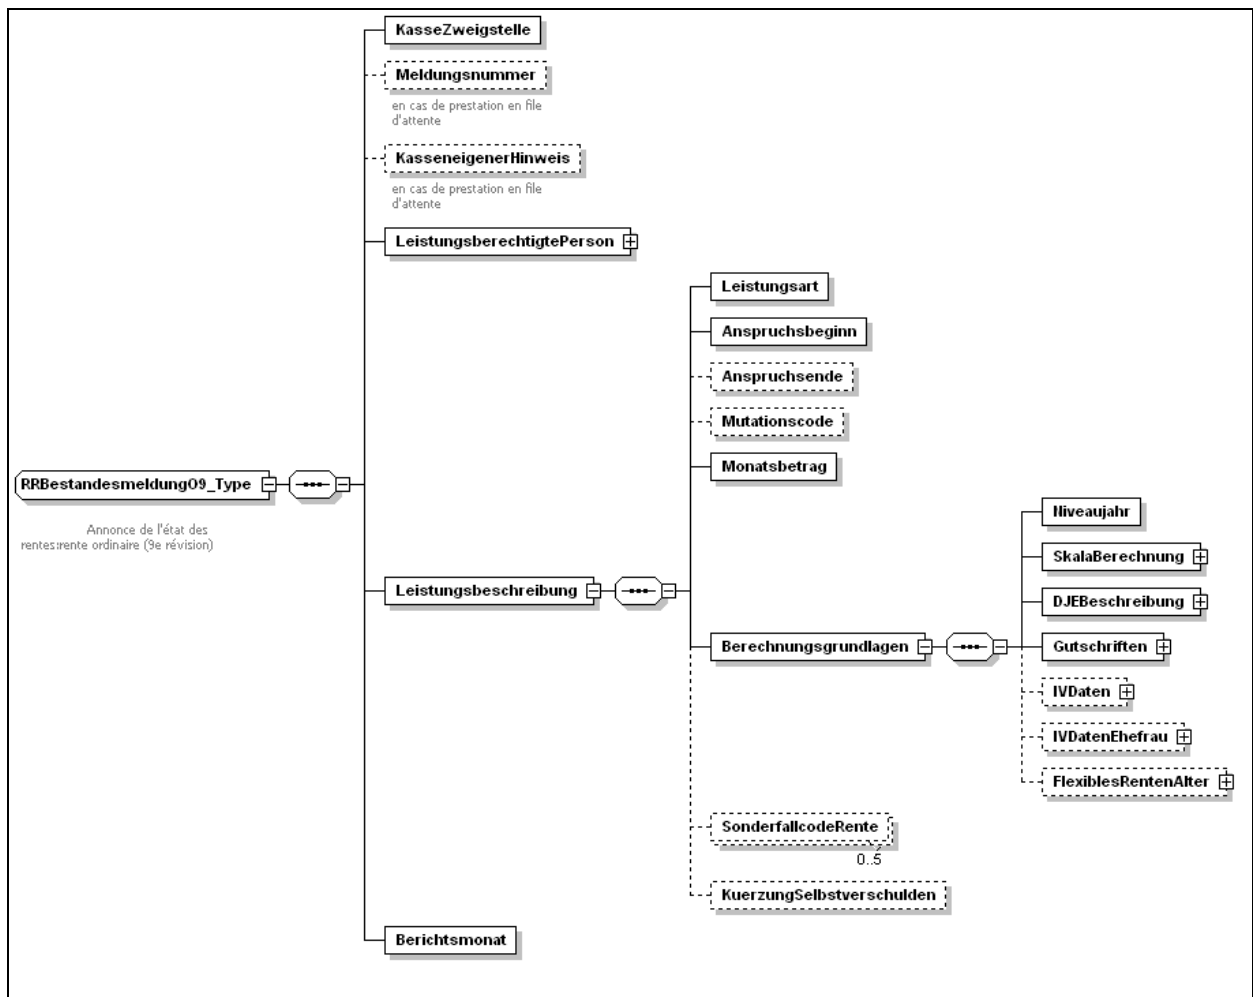 KasseZweigstelle
Meldungsnummer
en cas de prestation en file
d'attente
KasseneigenerHinweis
en cas de prestation en file
d'attente
LeistungsberechtigtePerson
RRBestandesmeldungO9_Type
Annonce de l'état des
rentes:rente ordinaire (9e révision)
Leistungsbeschreibung
Leistungsart
Anspruchsbeginn
Anspruchsende
Mutationscode
Monatsbetrag
Berechnungsgrundlagen
Niveaujahr
SkalaBerechnung
DJEBeschreibung
Gutschriften
IVDaten
IVDatenEhefrau
FlexiblesRentenAlter
SonderfallcodeRente
0..5
KuerzungSelbstverschulden
Berichtsmonat